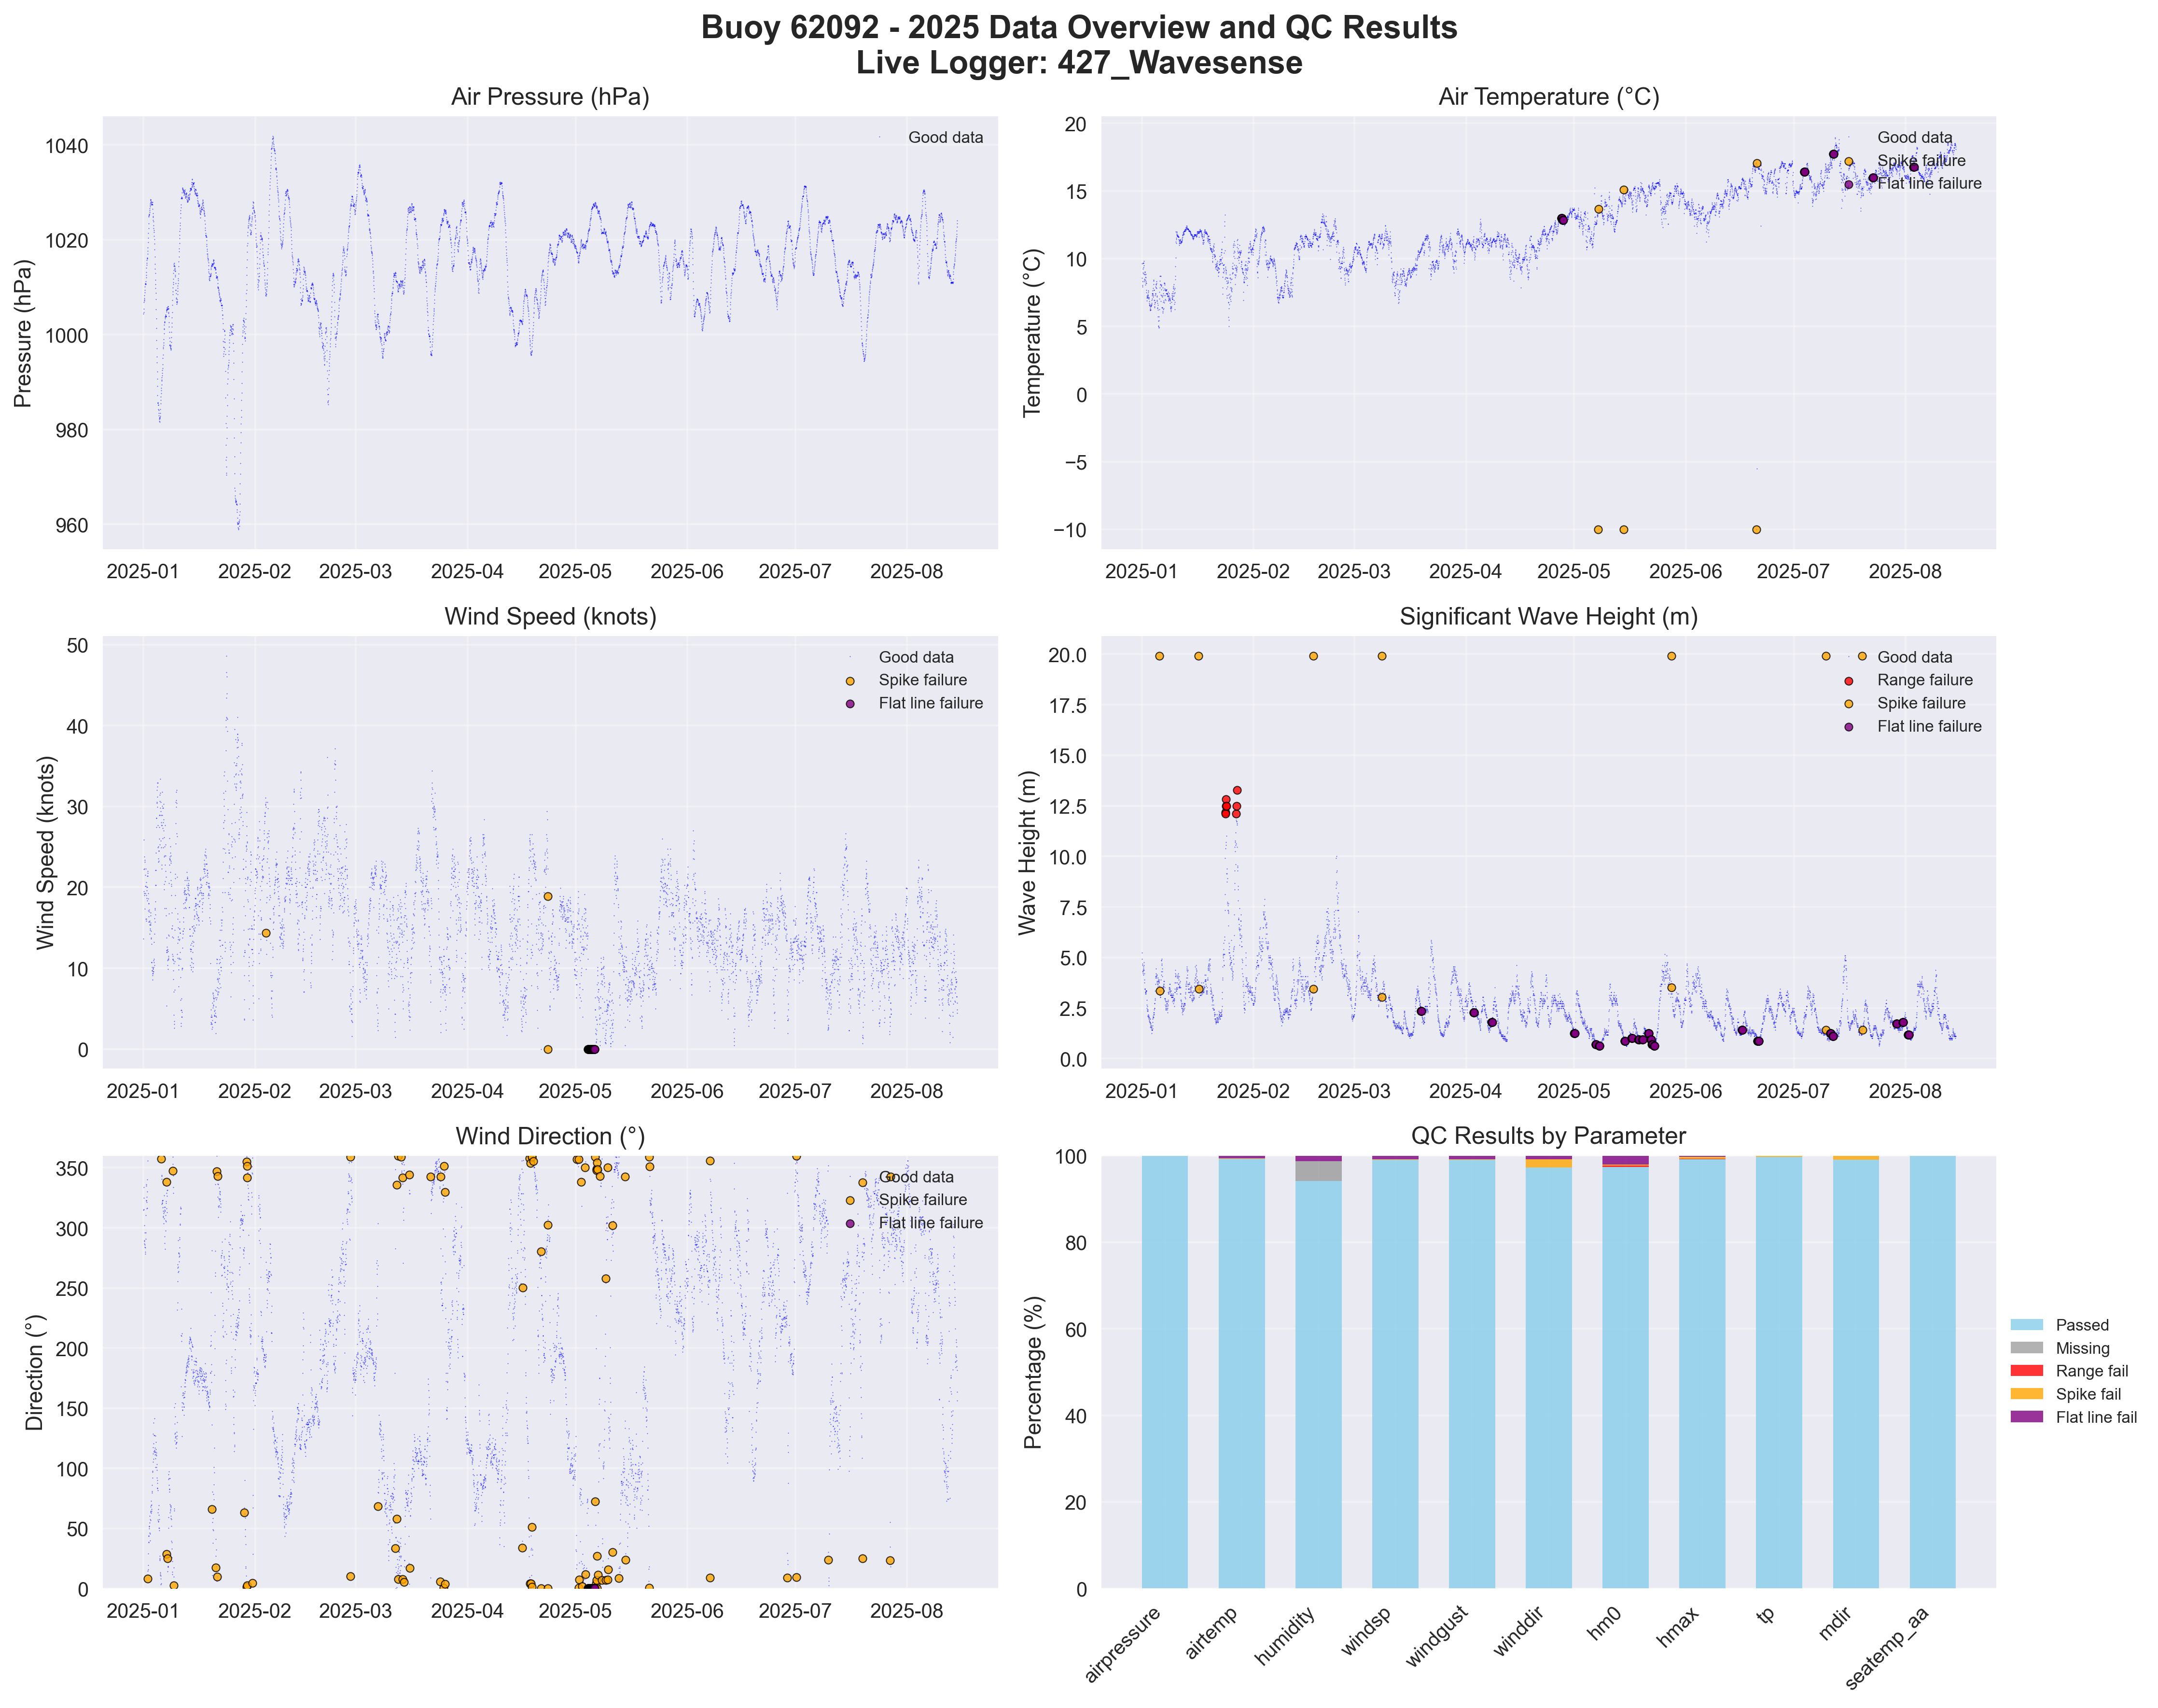 Buoy 62092 - 2025 Data Overview and QC Results
Live Logger: 427_Wavesense
Air Pressure (hPa)
Pressure (hPa)
1040
1020
1000
980
960
2025-01 2025-02 2025-03 2025-04 2025-05 2025-06 2025-07 2025-08
Good data
Air Temperature (°C)
Temperature (°C)
20
15
10
5
0
−5
−10
2025-01 2025-02 2025-03 2025-04 2025-05 2025-06 2025-07 2025-08
Good data
Spike failure
Flat line failure
Wind Speed (knots)
Wind Speed (knots)
50
40
30
20
10
0
2025-01 2025-02 2025-03 2025-04 2025-05 2025-06 2025-07 2025-08
Good data
Spike failure
Flat line failure
Significant Wave Height (m)
Wave Height (m)
20.0
17.5
15.0
12.5
10.0
7.5
5.0
2.5
0.0
2025-01 2025-02 2025-03 2025-04 2025-05 2025-06 2025-07 2025-08
Good data
Range failure
Spike failure
Flat line failure
Wind Direction (°)
Direction (°)
350
300
250
200
150
100
50
0
2025-01 2025-02 2025-03 2025-04 2025-05 2025-06 2025-07 2025-08
Good data
Spike failure
Flat line failure
QC Results by Parameter
Percentage (%)
100
80
60
40
20
0
airpressure
airtemp
humidity
windsp
windgust
winddir
hm0
hmax
tp
mdir
seatemp_aa
Passed
Missing
Range fail
Spike fail
Flat line fail